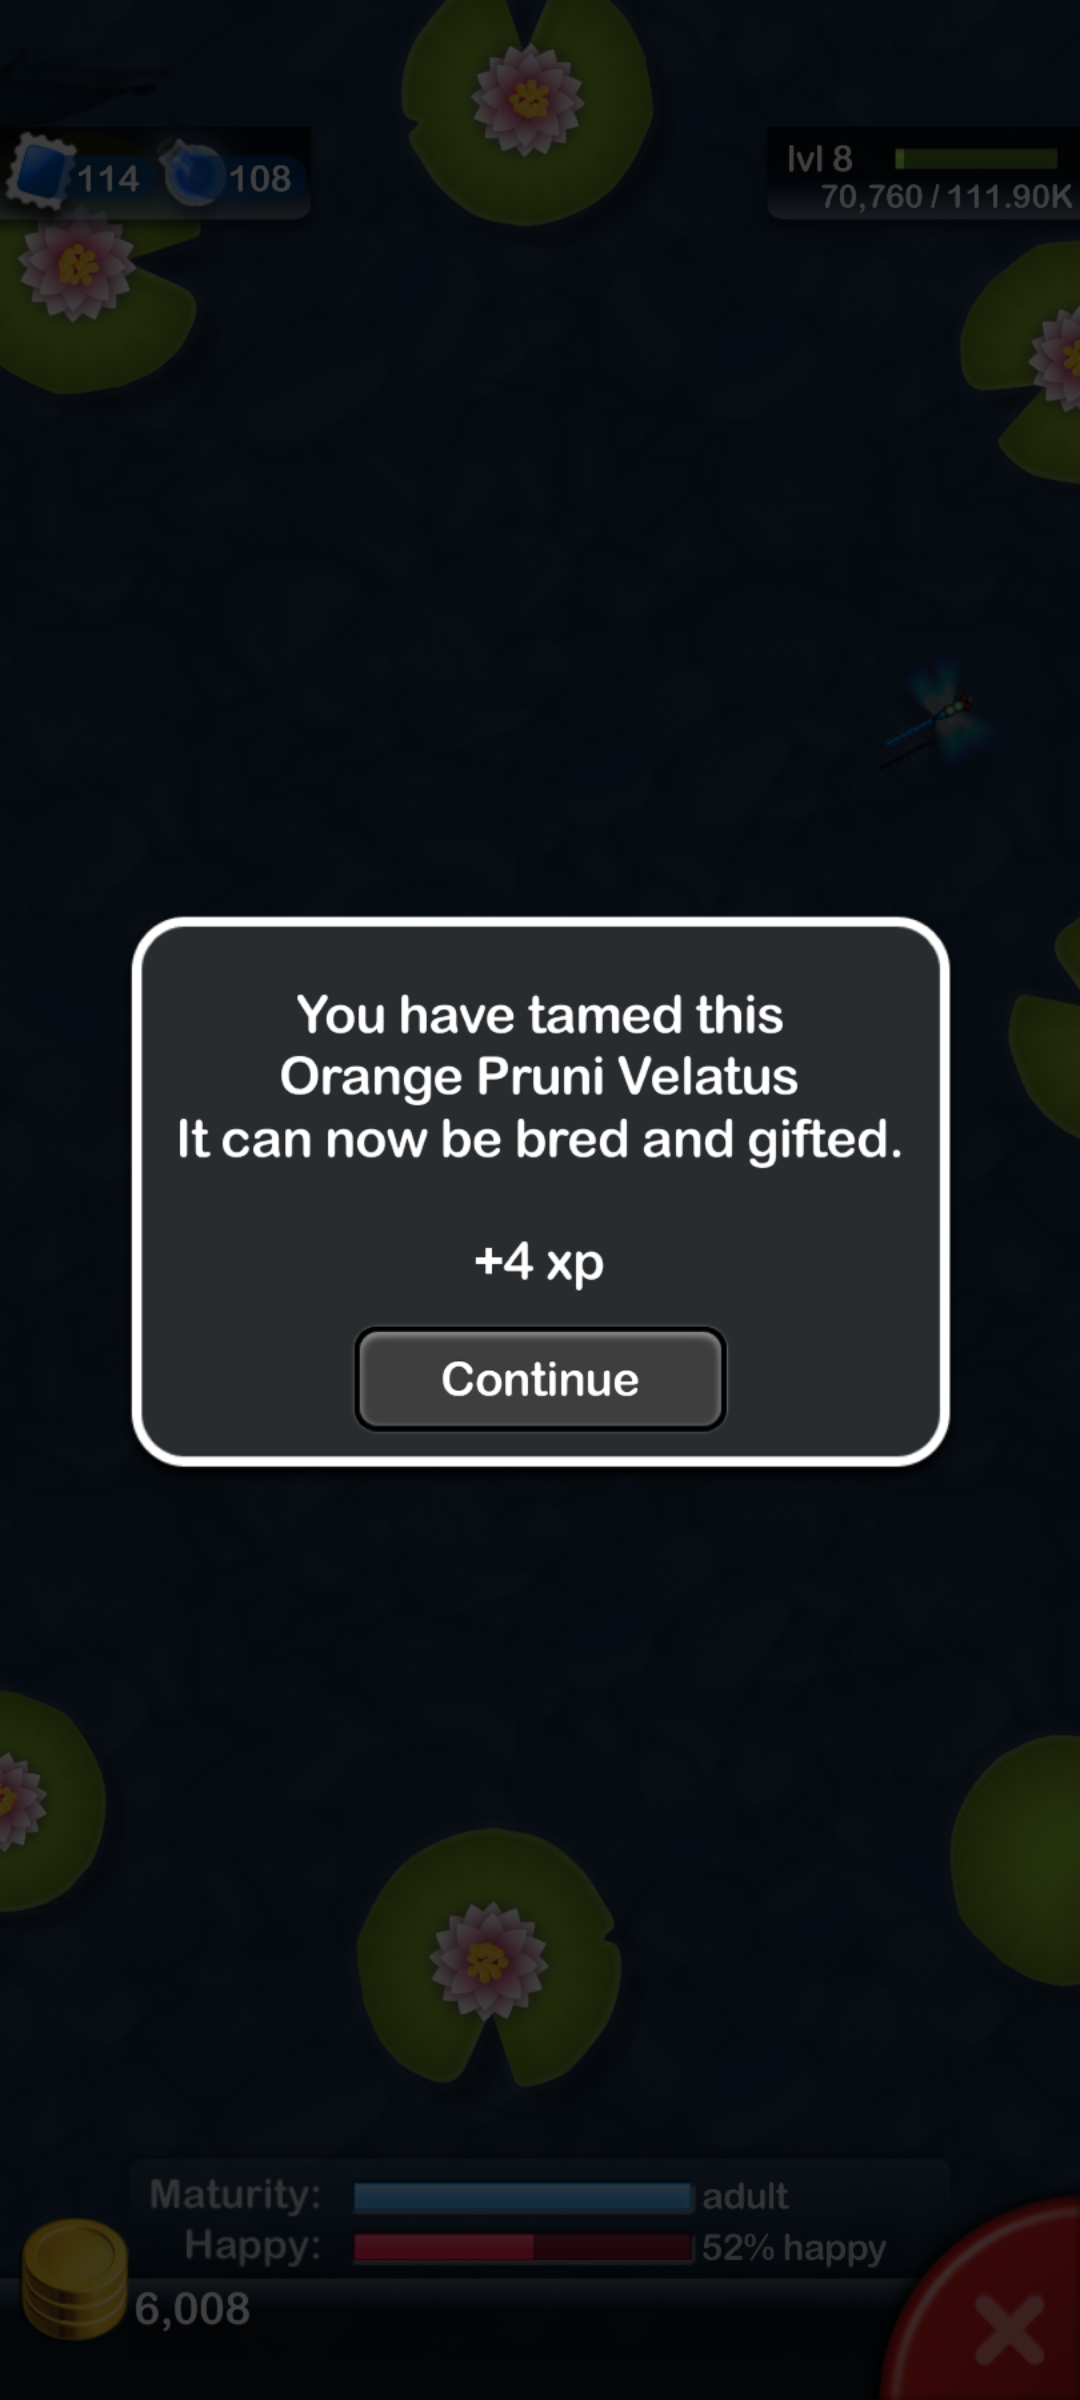 114
108
lvl 8
70,760 / 111.90K
You have tamed this
Orange Pruni Velatus
It can now be bred and gifted.
+4 xp
Continue
Maturity: adult
Happy: 52% happy
6,008